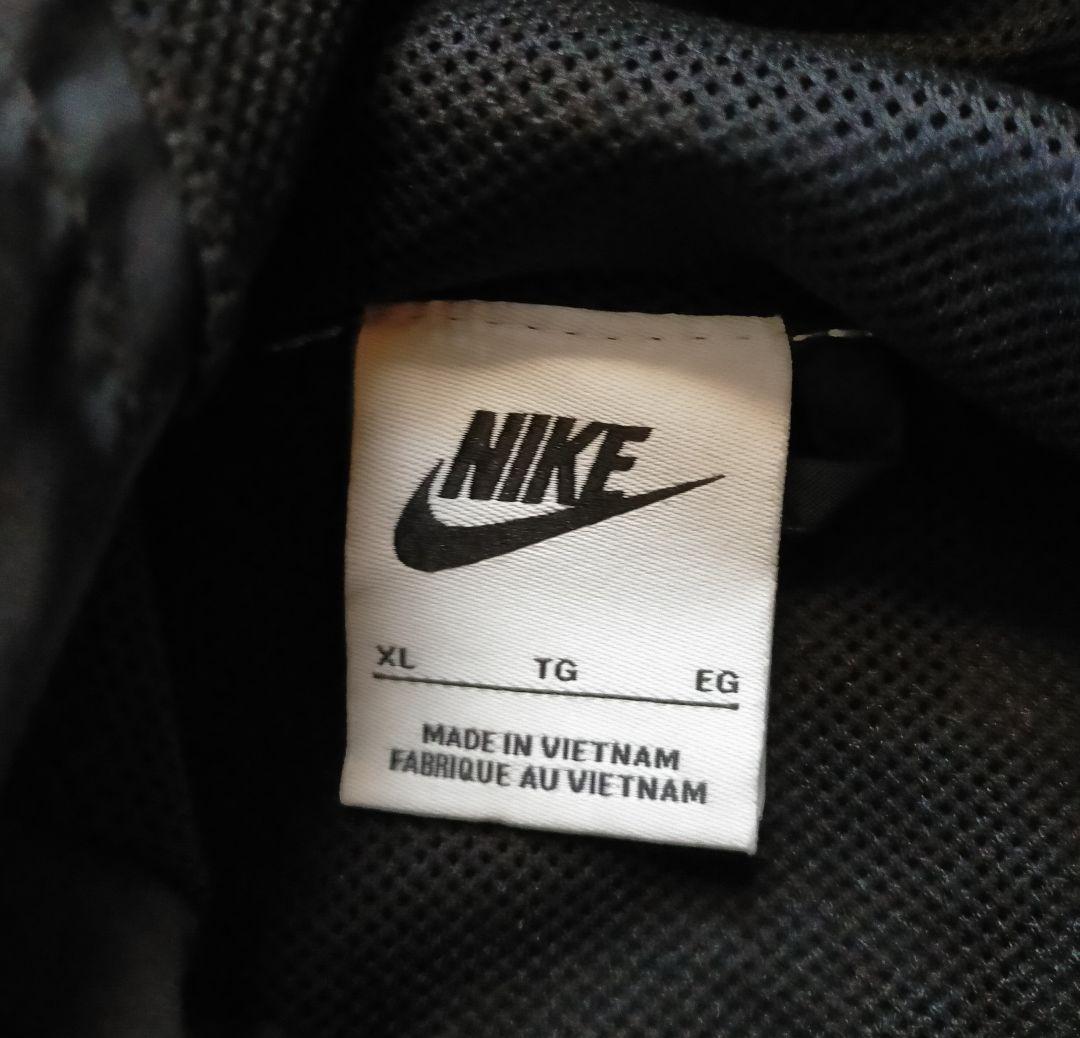 NIKE
XL TG EG
MADE IN VIETNAM
FABRIQUE AU VIETNAM